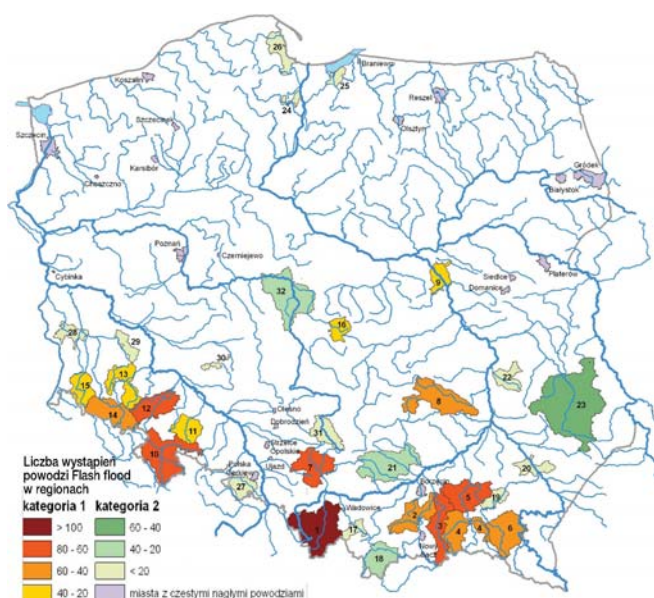 26
Koszalin
Braniewo
25
Reszel
24
Olsztyn
Szczecinek
Szczecin
Karsibór
Choszczno
Gródek
Białystok
Poznań
Czerniejewo
Cybinka
Siedlce
Platerów
Domanice
9
32
16
28
29
30
22
13
15
23
12
14
8
11
Olesno
Dobrodzień
Strzelce
Opolskie
Ujazd
31
10
7
21
20
27
Wadowice
1
17
2
5
19
3
4
4
6
18
Liczba wystąpień
powodzi Flash flood
w regionach
kategoria 1 kategoria 2
> 100 60 - 40
80 - 60 40 - 20
60 - 40 < 20
40 - 20 miasta z częstymi nagłymi powodziami